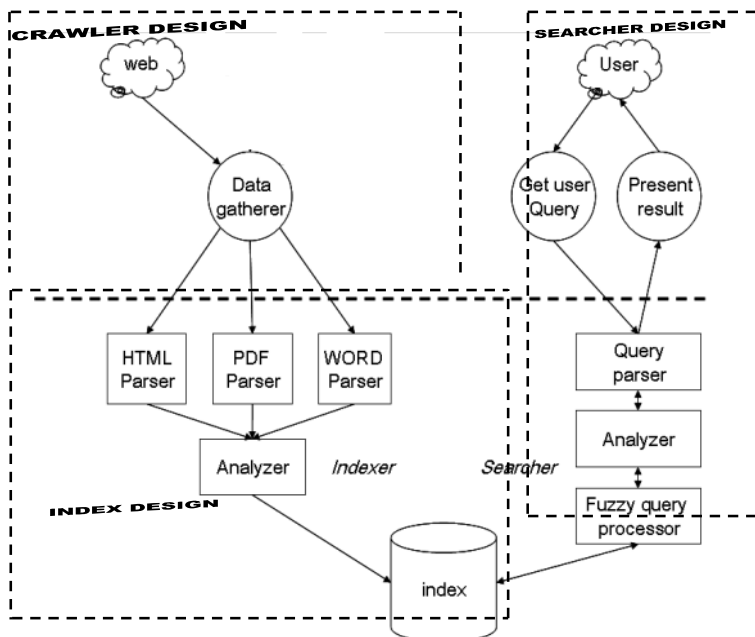 CRAWLER DESIGN
SEARCHER DESIGN
web
User
Data
gatherer
Get user
Query
Present
result
HTML
Parser
PDF
Parser
WORD
Parser
Query
parser
Analyzer
Indexer
Searcher
Analyzer
INDEX DESIGN
Fuzzy query
processor
index